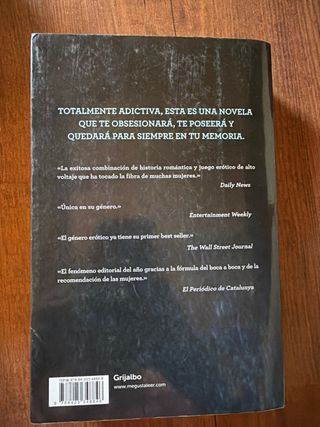 TOTALMENTE ADICTIVA, ESTA ES UNA NOVELA
QUE TE OBSESIONARÁ, TE POSEERÁ Y
QUEDARÁ PARA SIEMPRE EN TU MEMORIA.
«La exitosa combinación de historia romántica y juego erótico de alto
voltaje que ha tocado la fibra de muchas mujeres.»
Daily News
«Única en su género.»
Entertainment Weekly
«El género erótico ya tiene su primer best seller.»
The Wall Street Journal
«El fenómeno editorial del año gracias a la fórmula del boca a boca y de la
recomendación de las mujeres.»
El Periódico de Catalunya
Grijalbo
www.megustaleer.com